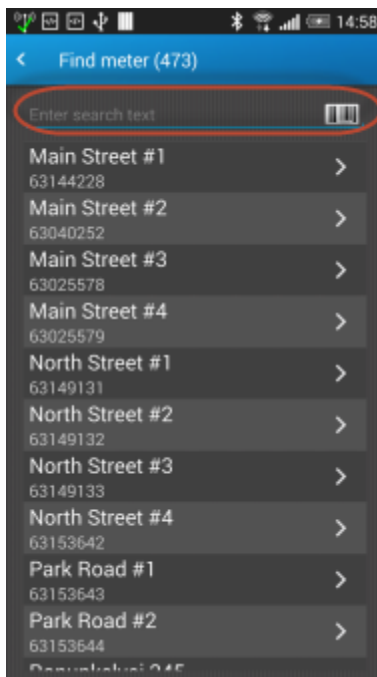 14:58
Find meter (473)
Enter search text
Main Street #1
63144228
Main Street #2
63040252
Main Street #3
63025578
Main Street #4
63025579
North Street #1
63149131
North Street #2
63149132
North Street #3
63149133
North Street #4
63153642
Park Road #1
63153643
Park Road #2
63153644